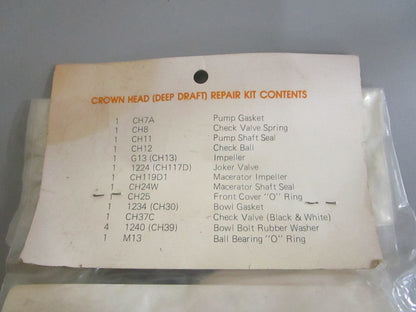 CROWN HEAD (DEEP DRAFT) REPAIR KIT CONTENTS
1 CH7A Pump Gasket
1 CH8 Check Valve Spring
1 CH11 Pump Shaft Seal
1 CH12 Check Ball
1 G13 (CH13) Impeller
1 1224 (CH117D) Joker Valve
1 CH119D1 Macerator Impeller
1 CH24W Macerator Shaft Seal
1 CH25 Front Cover "O" Ring
1 1234 (CH30) Bowl Gasket
1 CH37C Check Valve (Black & White)
4 1240 (CH39) Bowl Bolt Rubber Washer
1 M13 Ball Bearing "O" Ring